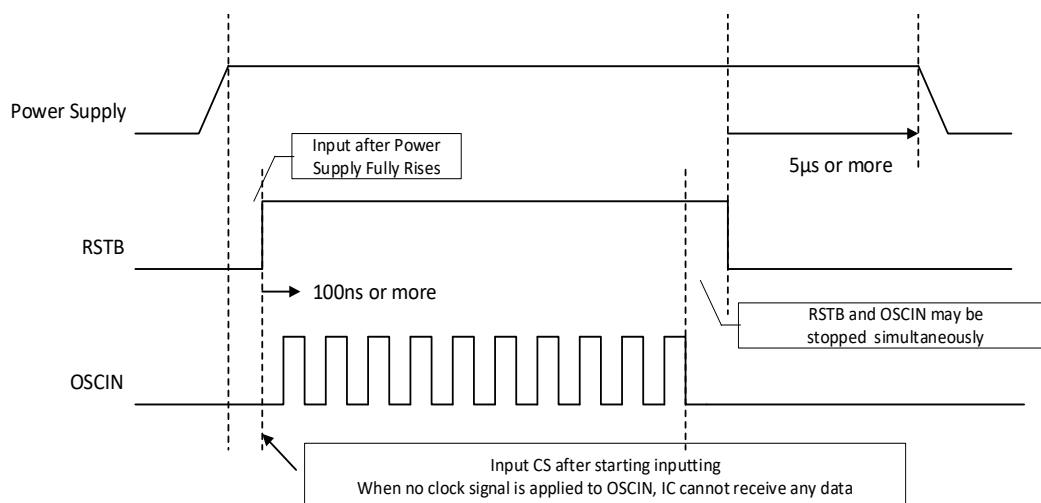 Power Supply
Input after Power
Supply Fully Rises
5µs or more
RSTB
100ns or more
RSTB and OSCIN may be
stopped simultaneously
OSCIN
Input CS after starting inputting
When no clock signal is applied to OSCIN, IC cannot receive any data